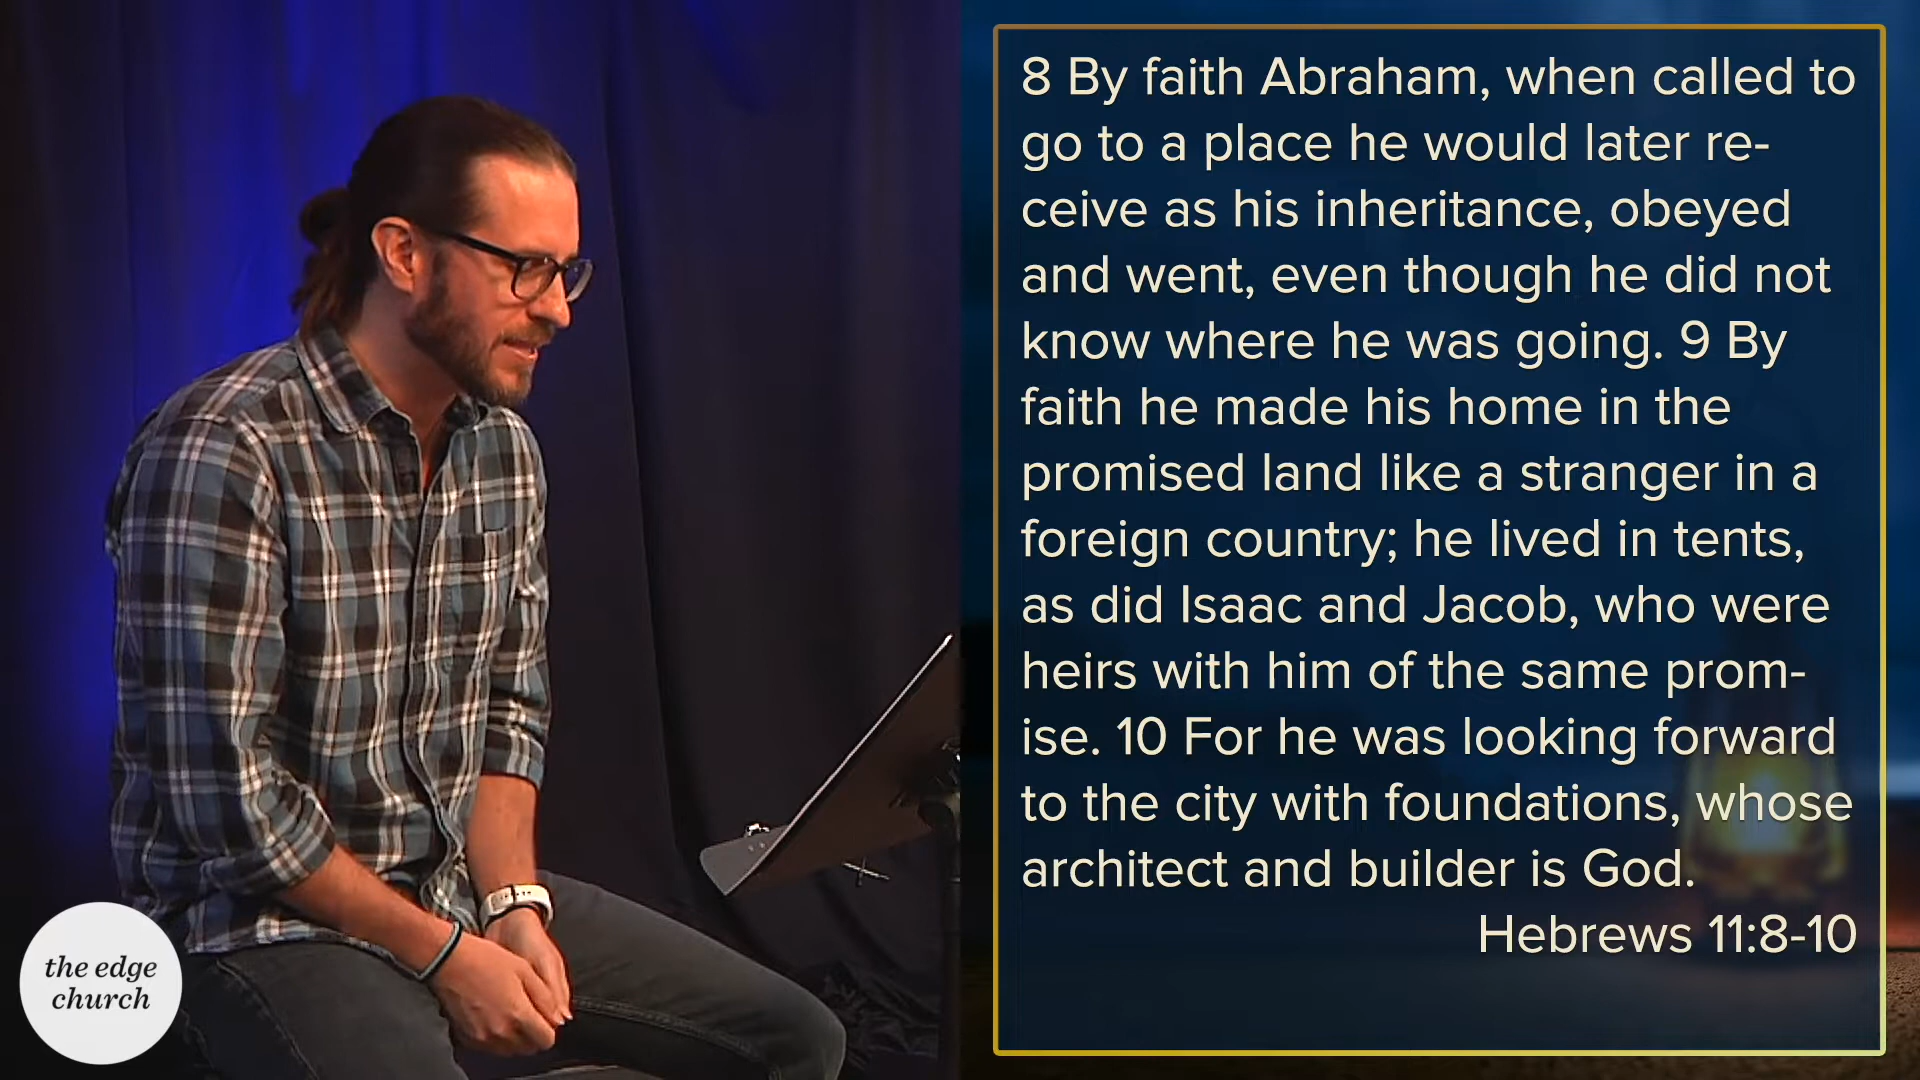 8 By faith Abraham, when called to
go to a place he would later re-
ceive as his inheritance, obeyed
and went, even though he did not
know where he was going. 9 By
faith he made his home in the
promised land like a stranger in a
foreign country; he lived in tents,
as did Isaac and Jacob, who were
heirs with him of the same prom-
ise. 10 For he was looking forward
to the city with foundations, whose
architect and builder is God.
Hebrews 11:8-10
the edge
church